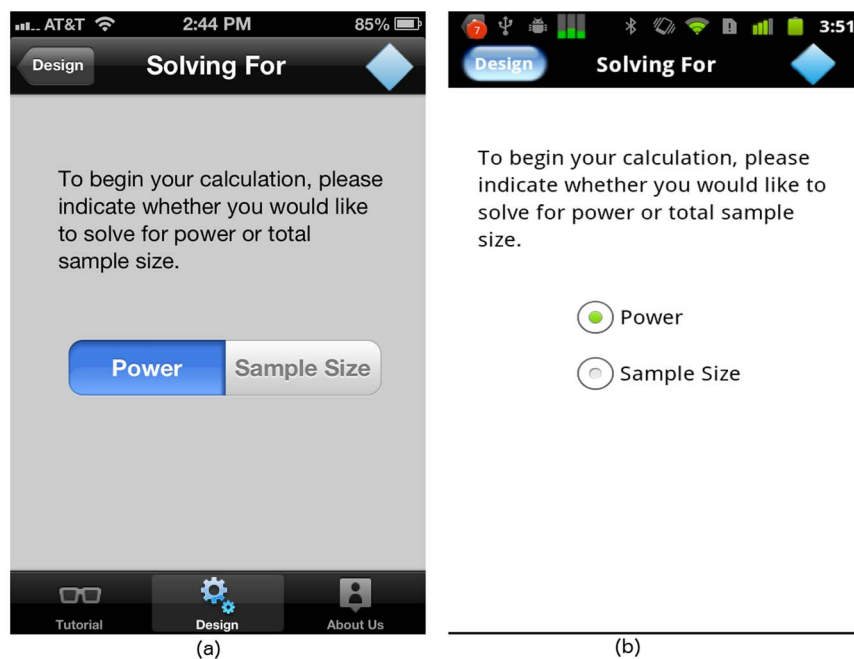 AT&T 2:44 PM 85%
Design Solving For
To begin your calculation, please
indicate whether you would like
to solve for power or total
sample size.
Power Sample Size
Tutorial Design About Us
(a)
7 3:51
Design Solving For
To begin your calculation, please
indicate whether you would like to
solve for power or total sample
size.
Power
Sample Size
(b)